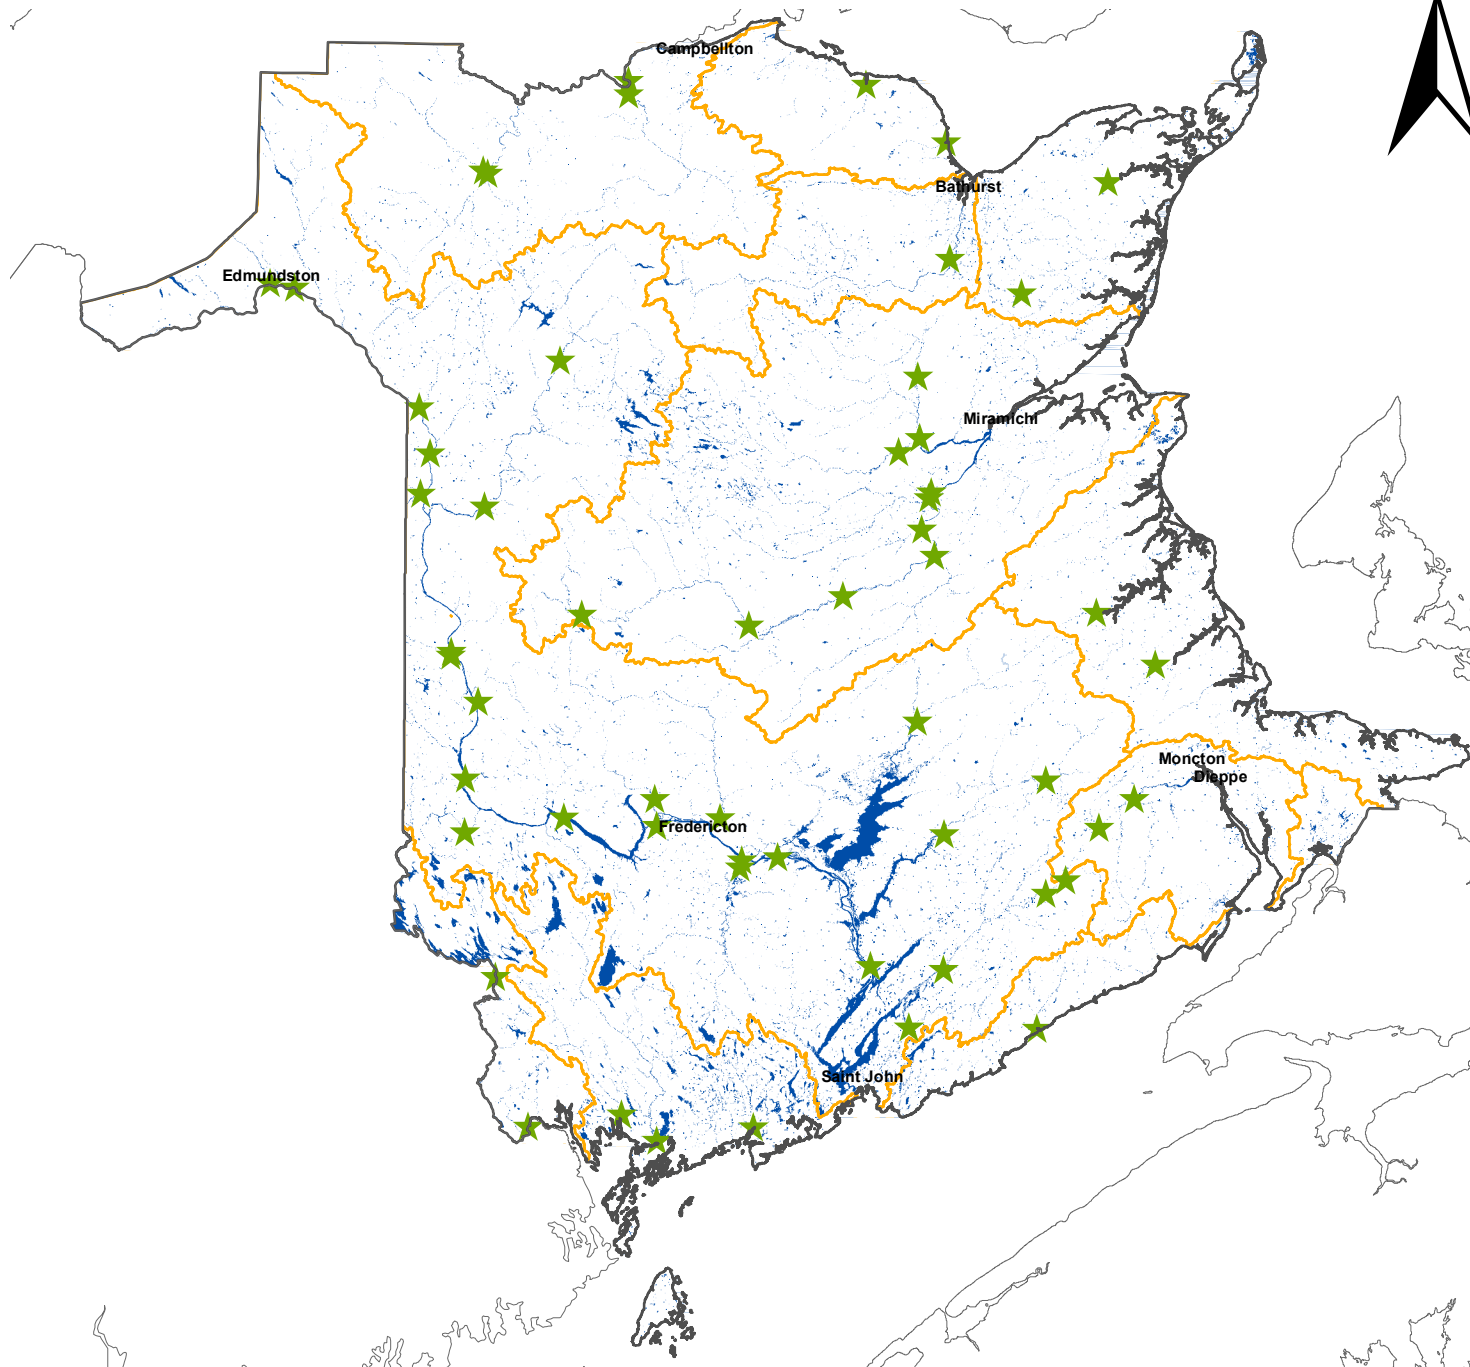 Campbellton
Bathurst
Edmundston
Miramichi
Moncton
Dieppe
Fredericton
Saint John